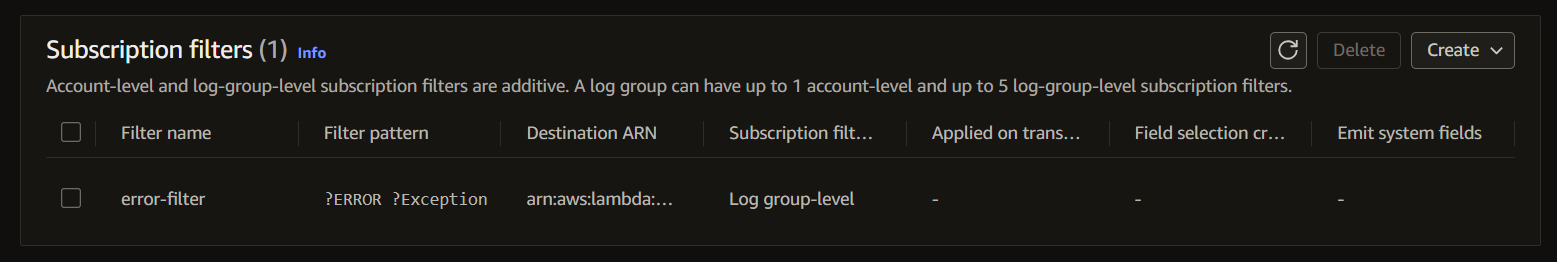 Subscription filters (1) Info
Delete
Create
Account-level and log-group-level subscription filters are additive. A log group can have up to 1 account-level and up to 5 log-group-level subscription filters.
Filter name Filter pattern Destination ARN Subscription filt... Applied on trans... Field selection cr... Emit system fields
error-filter ?ERROR ?Exception arn:aws:lambda:... Log group-level - - -